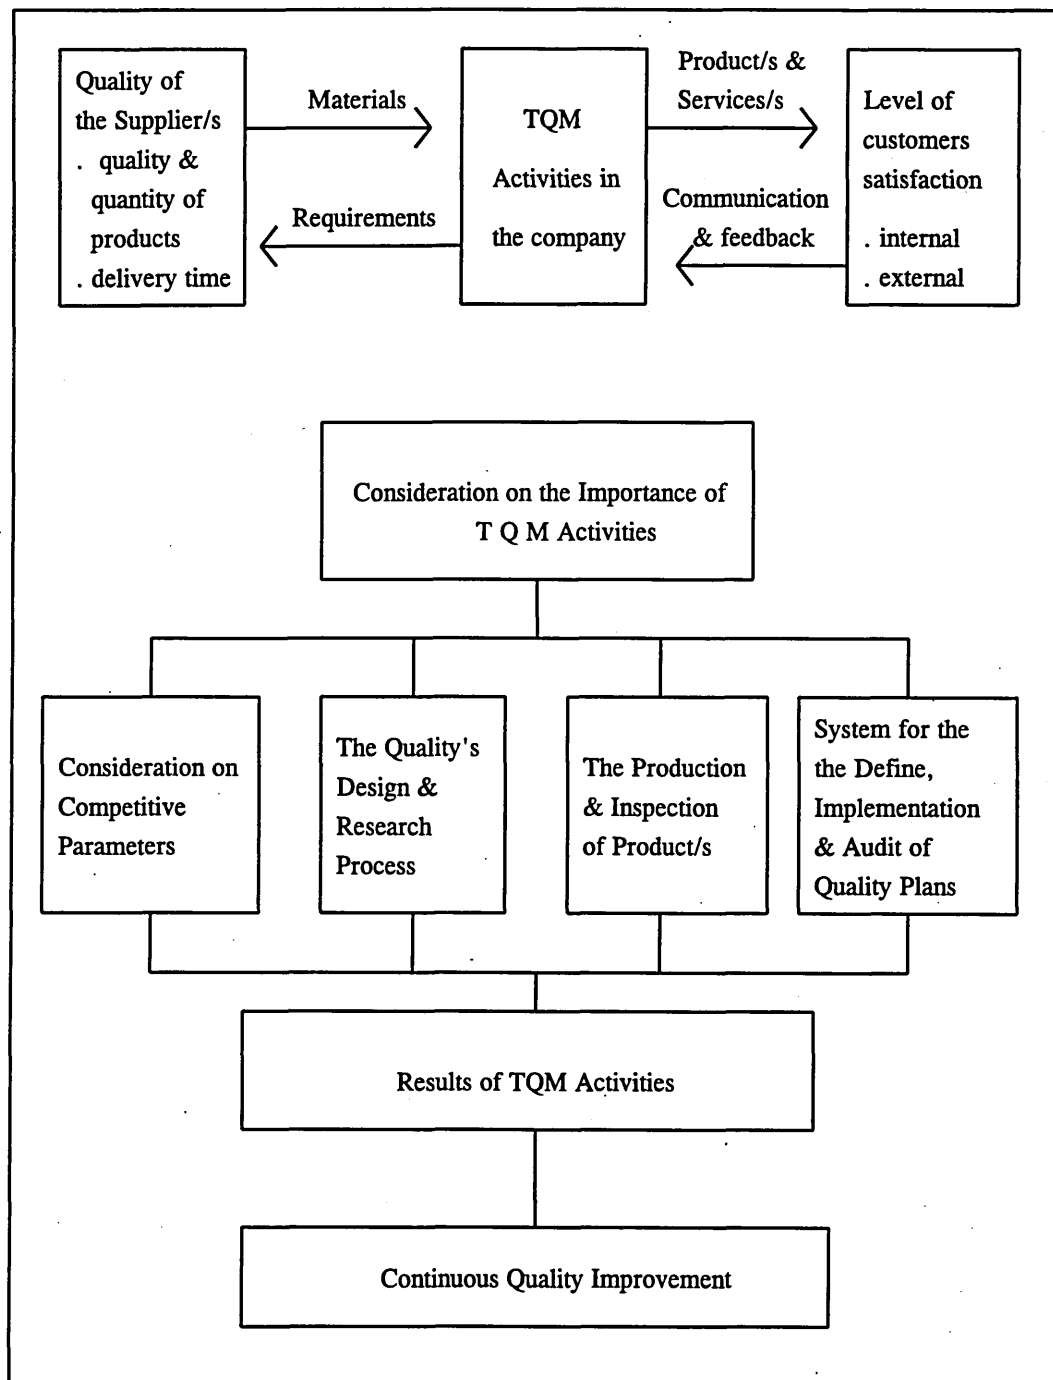 Quality of
the Supplier/s
. quality &
quantity of
products
. delivery time
Materials
Requirements
TQM
Activities in
the company
Product/s &
Services/s
Communication
& feedback
Level of
customers
satisfaction
. internal
. external
Consideration on the Importance of
T Q M Activities
Consideration on
Competitive
Parameters
The Quality's
Design &
Research
Process
The Production
& Inspection
of Product/s
System for the
the Define,
Implementation
& Audit of
Quality Plans
Results of TQM Activities
Continuous Quality Improvement